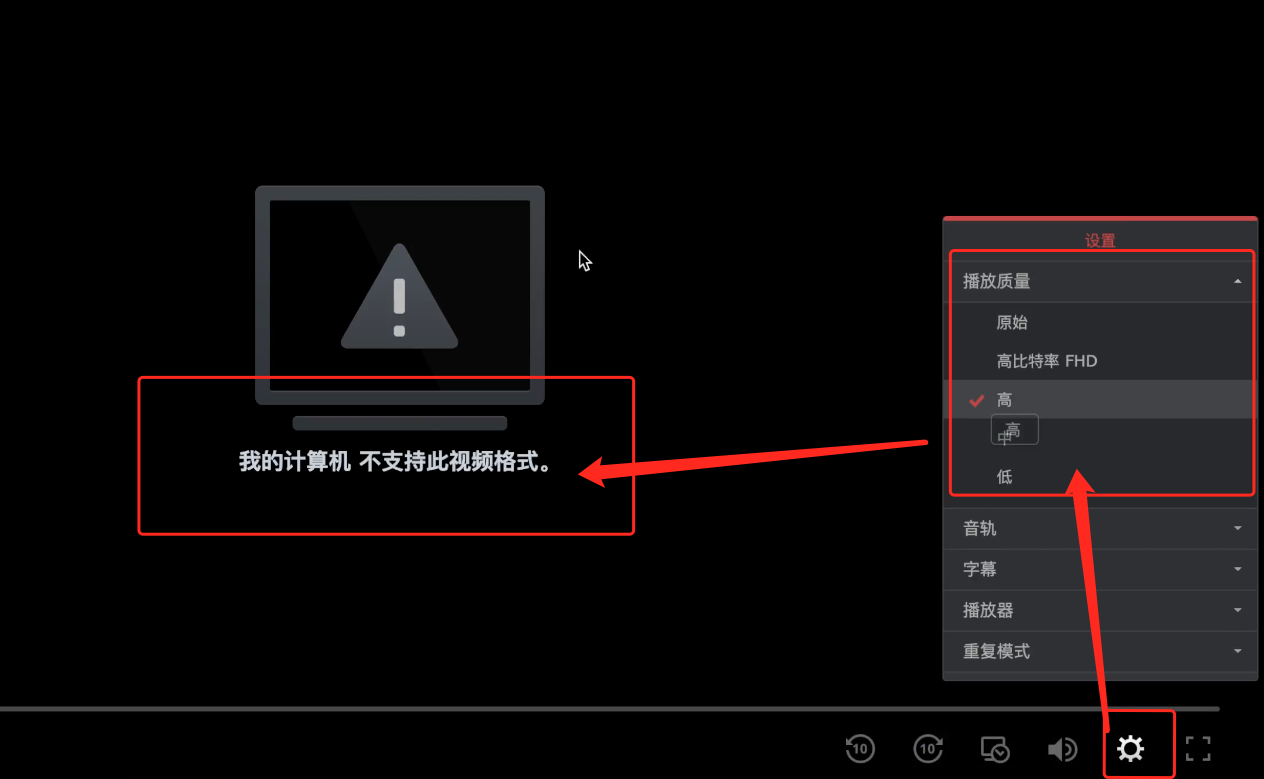 我的计算机 不支持此视频格式。
设置
播放质量
原始
高比特率 FHD
高
高
中
低
音轨
字幕
播放器
重复模式
10
10